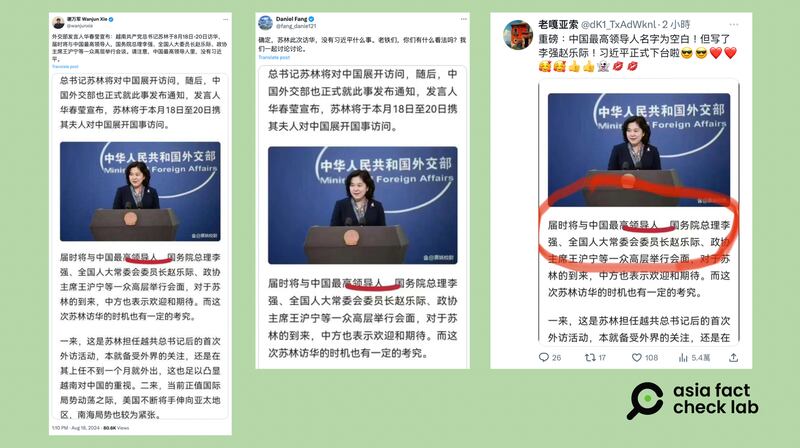 谢万军 Wanjun Xie
@wanjunxie
外交部发言人华春莹宣布：越南共产党总书记苏林于8月18日-20日访华，
届时将与中国最高领导人、国务院总理李强、全国人大委员长赵乐际、政协
主席王沪宁等一众高层举行会谈。请注意，中国最高领导人里，没有习近
平。
Translate post
总书记苏林将对中国展开访问，随后，中
国外交部也正式就此事发布通知，发言人
华春莹宣布，苏林将于本月18日至20日携
其夫人对中国展开国事访问。
中华人民共和国外交部
Ministry of Foreign Affairs
届时将与中国最高领导人、国务院总理李
强、全国人大常委会委员长赵乐际、政协
主席王沪宁等一众高层举行会面，对于苏
林的到来，中方也表示欢迎和期待。而这
次苏林访华的时机也有一定的考究。
一来，这是苏林担任越共总书记后的首次
外访活动，本就备受外界的关注，还是在
其上任不到一个月就外出，这也足以凸显
越南对中国的重视。二来，当前正值国际
局势动荡之际，美国不断将手伸向亚太地
区，南海局势也较为紧张。
1:10 PM · Aug 18, 2024 · 80.6K Views
Daniel Fang
@fang_daniel21
确定，苏林此次访华，没有习近平什么事。老铁们，你们有什么看法吗？我
们一起讨论讨论。
Translate post
总书记苏林将对中国展开访问，随后，中
国外交部也正式就此事发布通知，发言人
华春莹宣布，苏林将于本月18日至20日携
其夫人对中国展开国事访问。
中华人民共和国外交部
Ministry of Foreign Affairs
届时将与中国最高领导人、国务院总理李
强、全国人大常委会委员长赵乐际、政协
主席王沪宁等一众高层举行会面，对于苏
林的到来，中方也表示欢迎和期待。而这
次苏林访华的时机也有一定的考究。
老嘎亚索
@dK1_TxAdWknl · 2 小時
重磅：中国最高领导人名字为空白！但写了
李强赵乐际！习近平正式下台啦
中华人民共和国外交部
Ministry of Foreign Affairs
届时将与中国最高领导人、国务院总理李
强、全国人大常委会委员长赵乐际、政协
主席王沪宁等一众高层举行会面，对于苏
林的到来，中方也表示欢迎和期待。而这
次苏林访华的时机也有一定的考究。
一来，这是苏林担任越共总书记后的首次
外访活动，本就备受外界的关注，还是在
26
17
108
5.4萬
asia fact
check lab